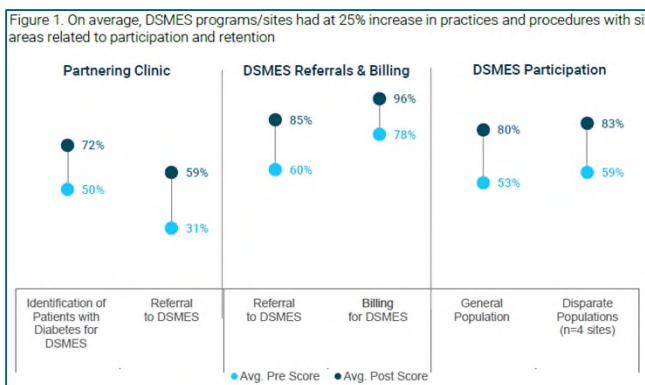 Figure 1. On average, DSMES programs/sites had at 25% increase in practices and procedures with
areas related to participation and retention
Partnering Clinic
DSMES Referrals & Billing
DSMES Participation
72%
50%
59%
31%
85%
60%
96%
78%
80%
53%
83%
59%
Identification of
Patients with
Diabetes for
DSMES
Referral
to DSMES
Referral
to DSMES
Billing
for DSMES
General
Population
Disparate
Populations
(n=4 sites)
Avg. Pre Score
Avg. Post Score